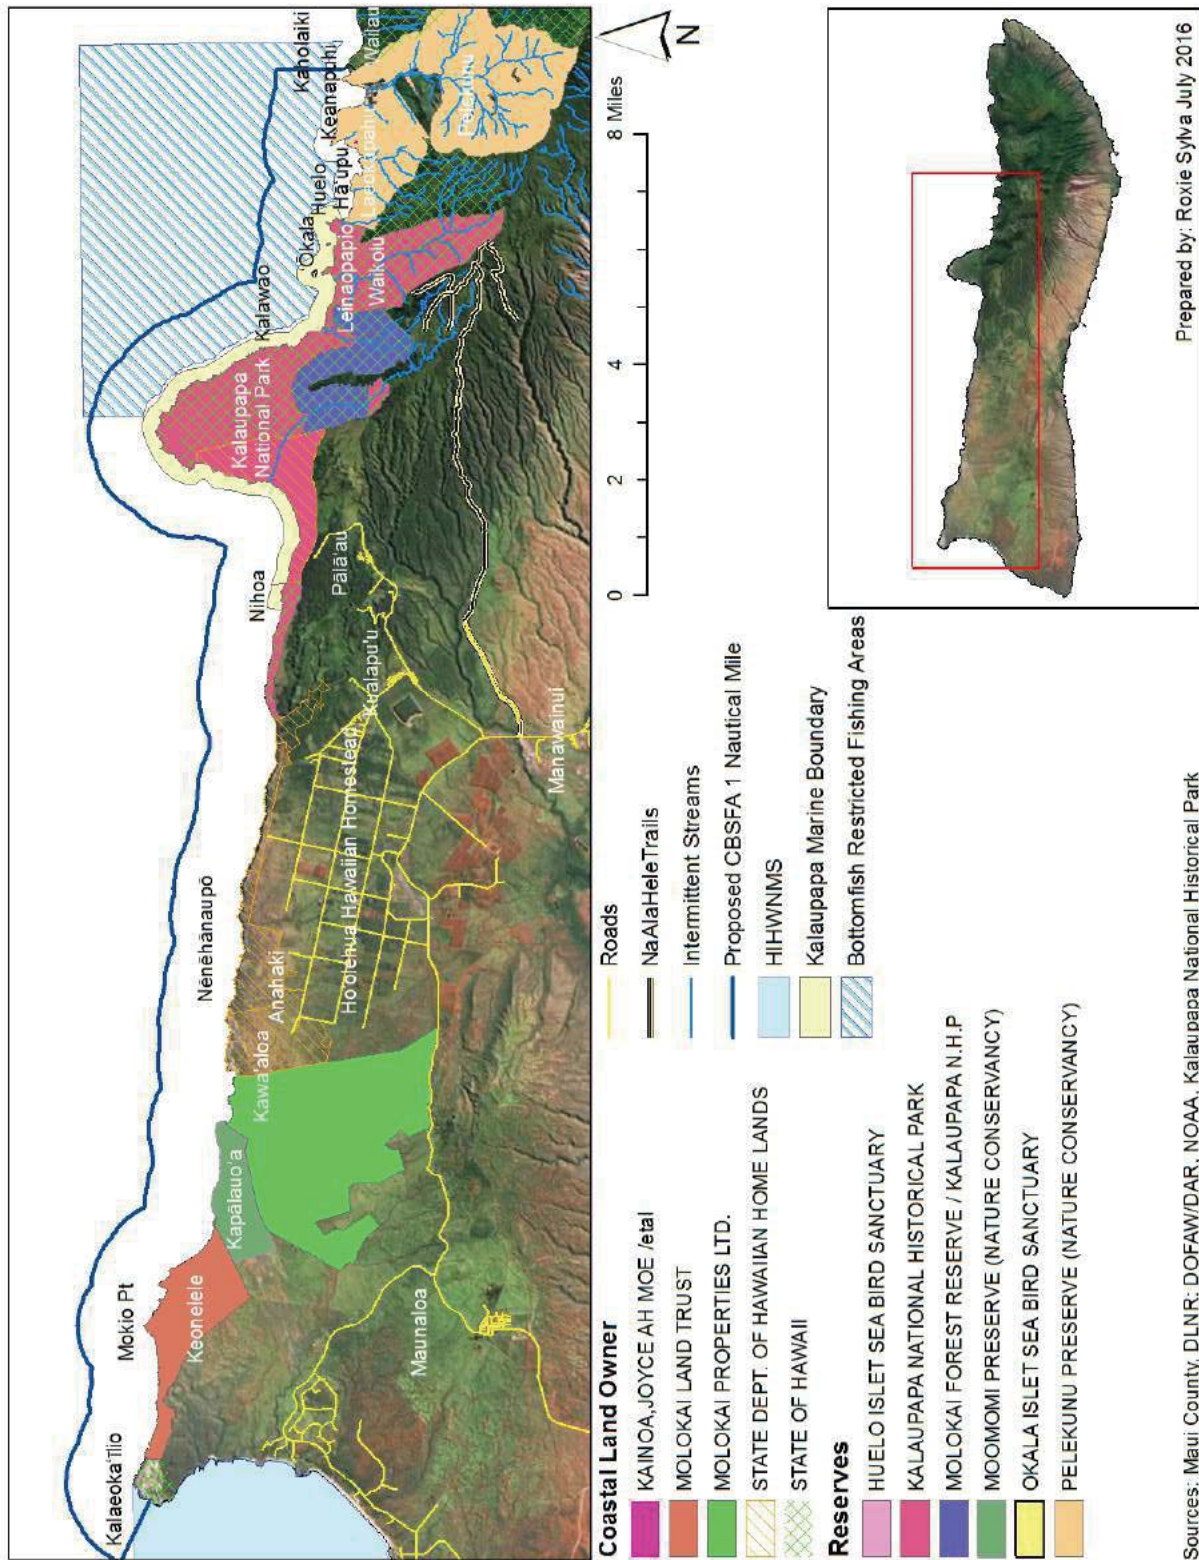 Kalaeoka'Ilio
Mokio Pt
Nēnēhānaupō
Nihoa
Kalawao
'Ōkala
Huelo
Hā'upu
Keanapuhi
Kaholaiki
Keonelele
Kapālauo'a
Kawa'aloa
Anahaki
Ho'olehua Hawaiian Homestead
Kualapu'u
Pālā'au
Kalaupapa
National Park
Leinaopapio
Waikolu
Wailau
Maunaloa
Manawainui
0 2 4 8 Miles
N
Coastal Land Owner
KAINOA,JOYCE AH MOE /etal
MOLOKAI LAND TRUST
MOLOKAI PROPERTIES LTD.
STATE DEPT. OF HAWAIIAN HOME LANDS
STATE OF HAWAII
Reserves
HUELO ISLET SEA BIRD SANCTUARY
KALAUPAPA NATIONAL HISTORICAL PARK
MOLOKAI FOREST RESERVE / KALAUPAPA N.H.P
MOOMOMI PRESERVE (NATURE CONSERVANCY)
OKALA ISLET SEA BIRD SANCTUARY
PELEKUNU PRESERVE (NATURE CONSERVANCY)
Roads
NaAlaHeleTrails
Intermittent Streams
Proposed CBSFA 1 Nautical Mile
HIHWNMS
Kalaupapa Marine Boundary
Bottomfish Restricted Fishing Areas
Prepared by: Roxie Sylva July 2016
Sources: Maui County, DLNR: DOFAW/DAR, NOAA, Kalaupapa National Historical Park